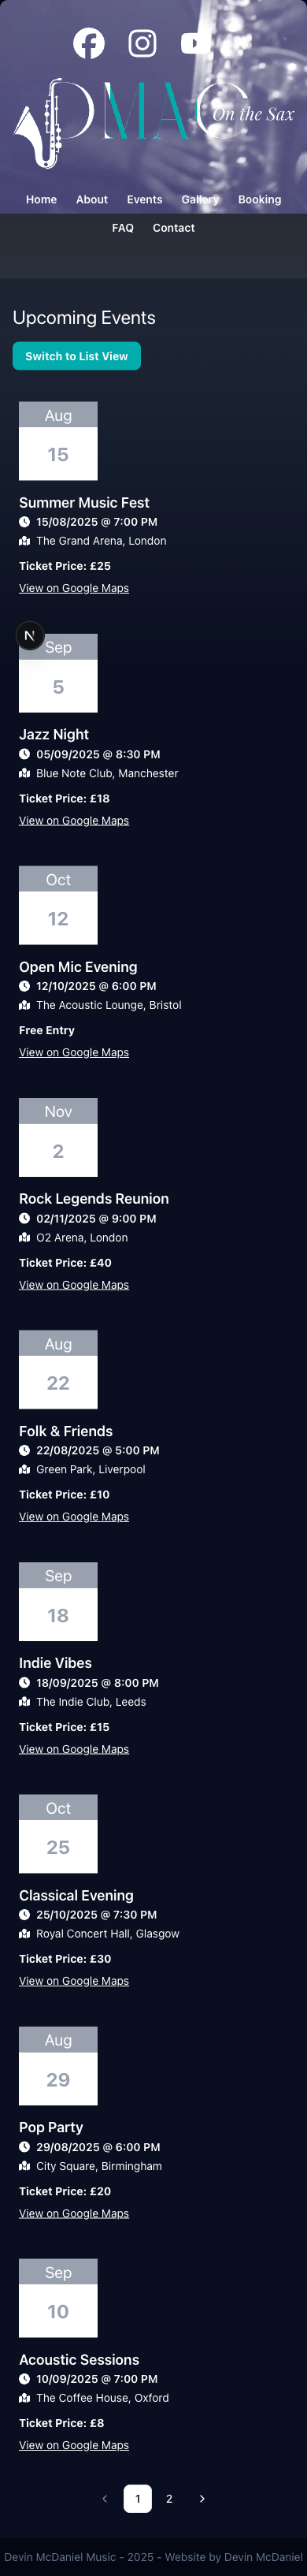 DMAC
On the Sax
Home About Events Gallery Booking
FAQ Contact
Upcoming Events
Switch to List View
Aug
15
Summer Music Fest
15/08/2025 @ 7:00 PM
The Grand Arena, London
Ticket Price: £25
View on Google Maps
N
Sep
5
Jazz Night
05/09/2025 @ 8:30 PM
Blue Note Club, Manchester
Ticket Price: £18
View on Google Maps
Oct
12
Open Mic Evening
12/10/2025 @ 6:00 PM
The Acoustic Lounge, Bristol
Free Entry
View on Google Maps
Nov
2
Rock Legends Reunion
02/11/2025 @ 9:00 PM
O2 Arena, London
Ticket Price: £40
View on Google Maps
Aug
22
Folk & Friends
22/08/2025 @ 5:00 PM
Green Park, Liverpool
Ticket Price: £10
View on Google Maps
Sep
18
Indie Vibes
18/09/2025 @ 8:00 PM
The Indie Club, Leeds
Ticket Price: £15
View on Google Maps
Oct
25
Classical Evening
25/10/2025 @ 7:30 PM
Royal Concert Hall, Glasgow
Ticket Price: £30
View on Google Maps
Aug
29
Pop Party
29/08/2025 @ 6:00 PM
City Square, Birmingham
Ticket Price: £20
View on Google Maps
Sep
10
Acoustic Sessions
10/09/2025 @ 7:00 PM
The Coffee House, Oxford
Ticket Price: £8
View on Google Maps
1 2
Devin McDaniel Music - 2025 - Website by Devin McDaniel